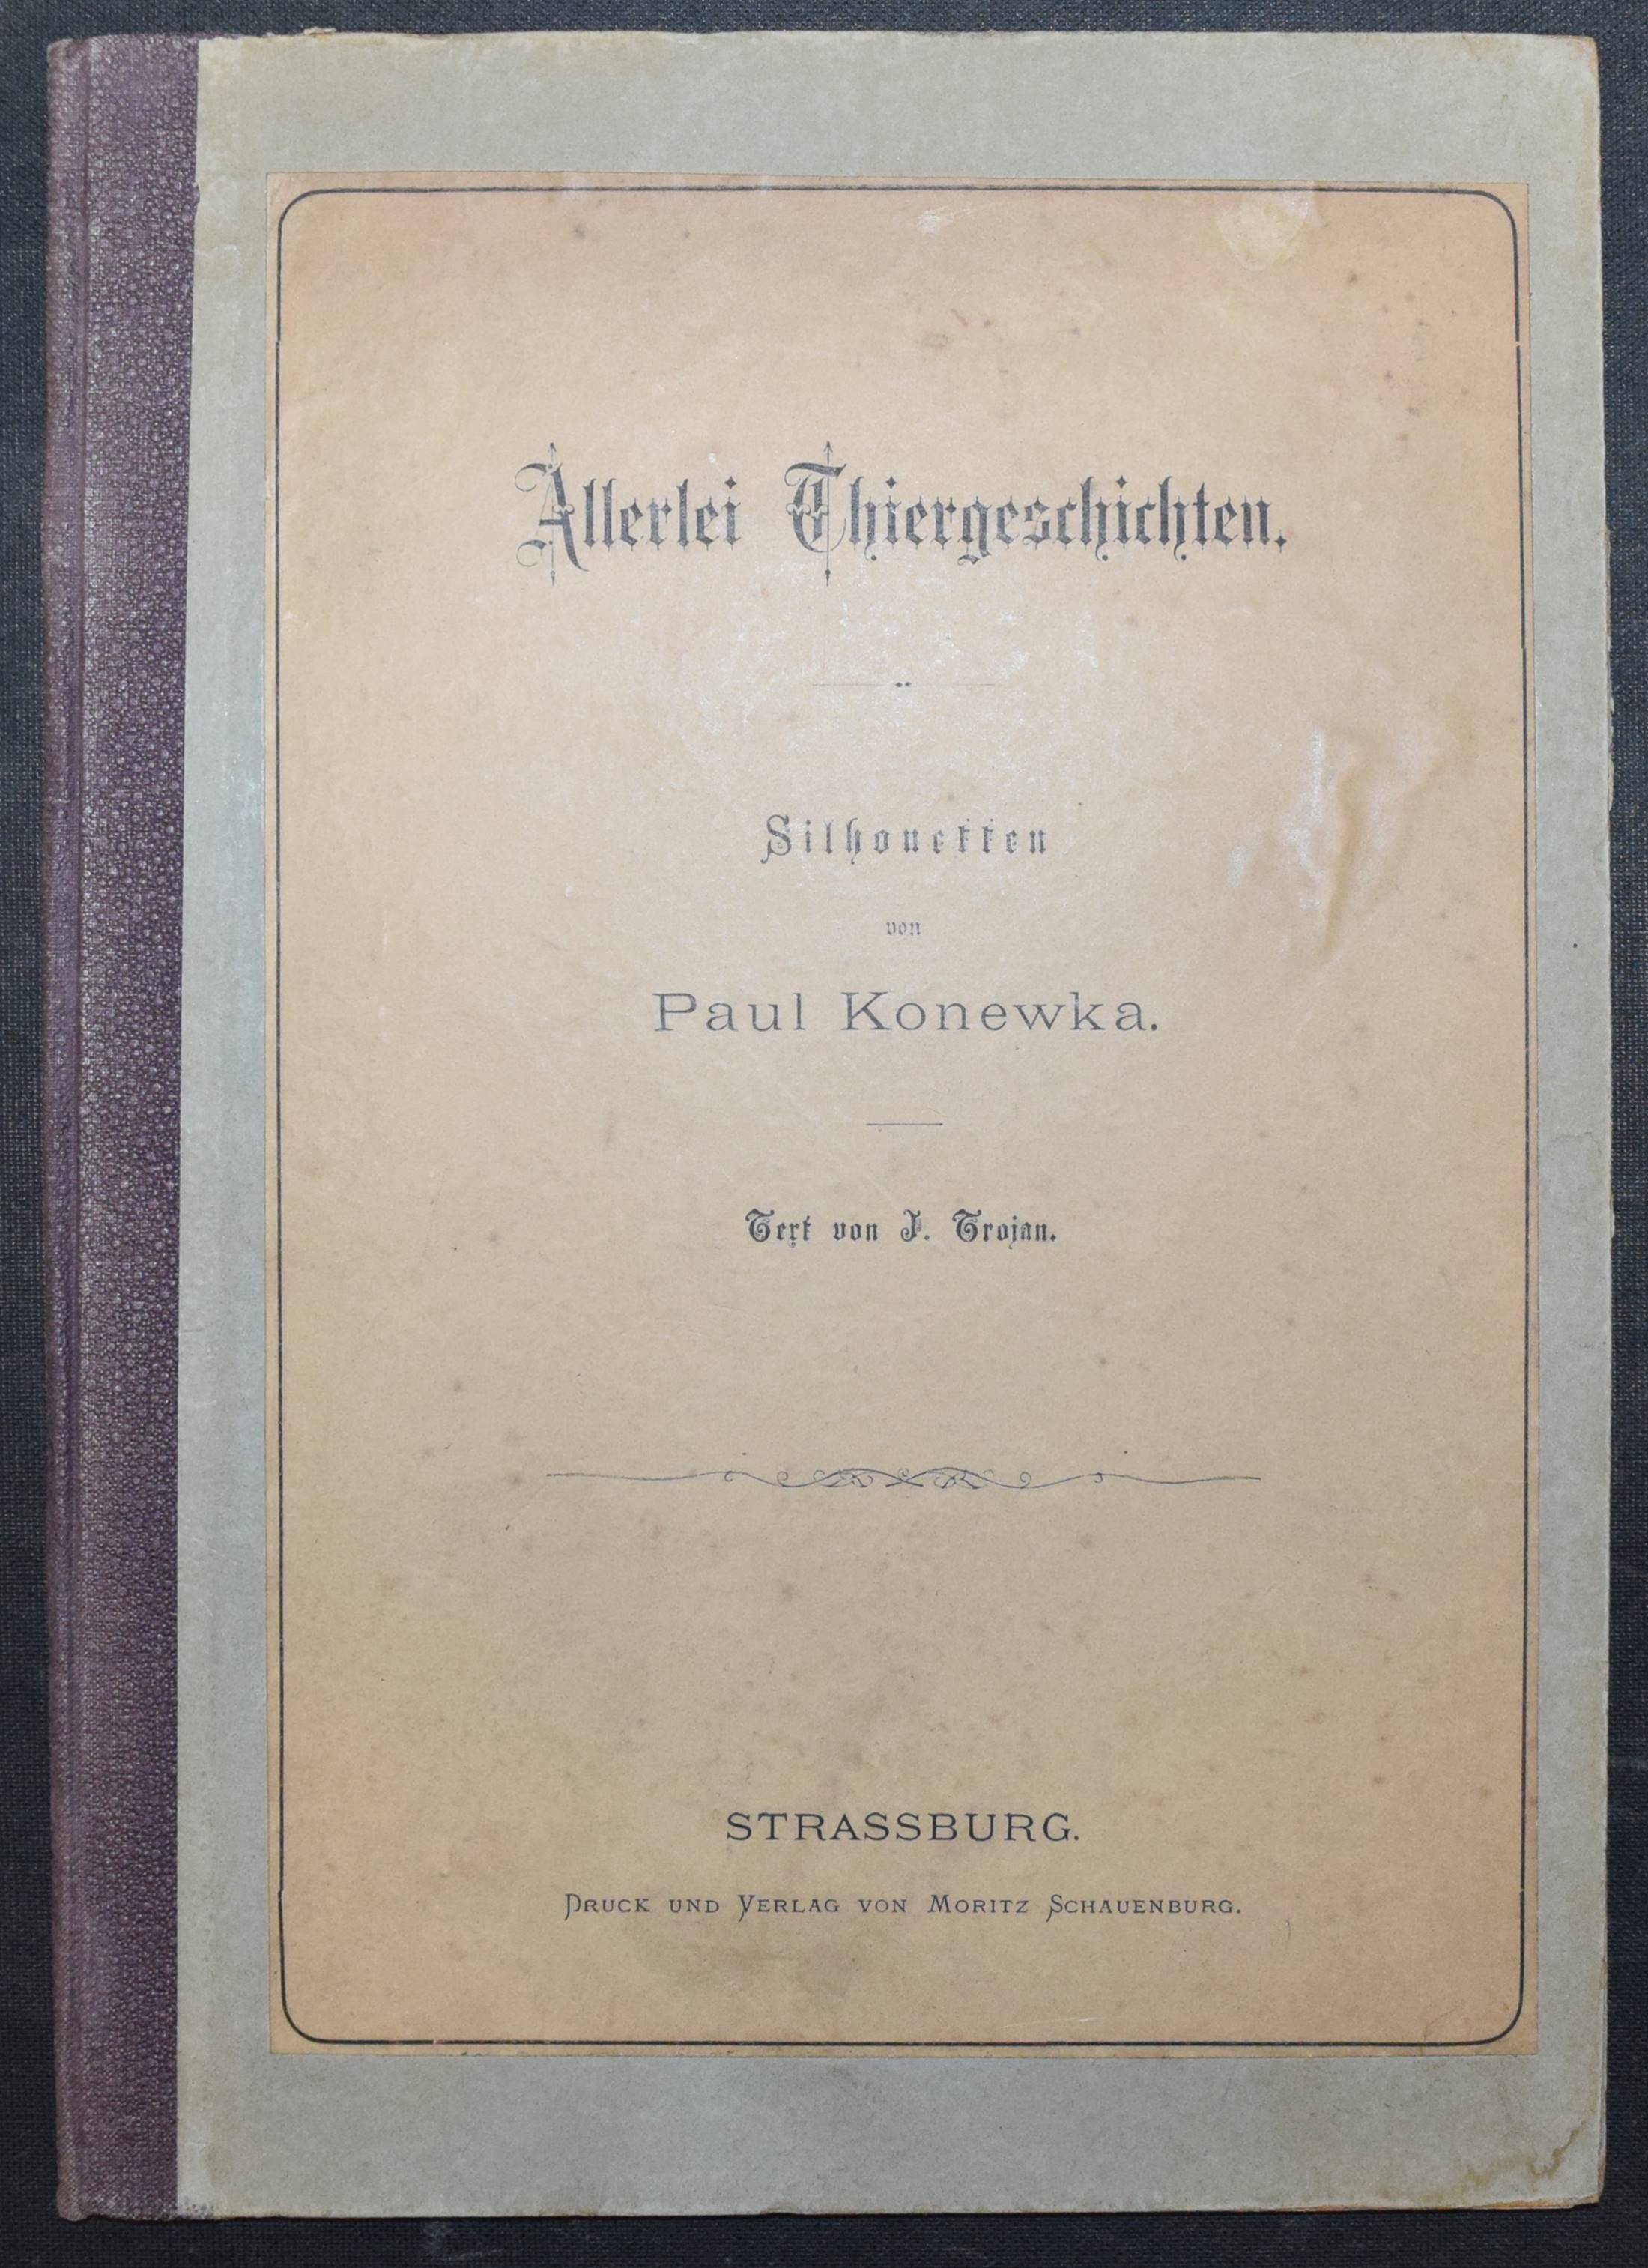 Allerlei Thiergeschichten.
Silhouetten
von
Paul Konewka.
Text von J. Trojan.
STRASSBURG.
DRUCK UND VERLAG VON MORITZ SCHAUENBURG.